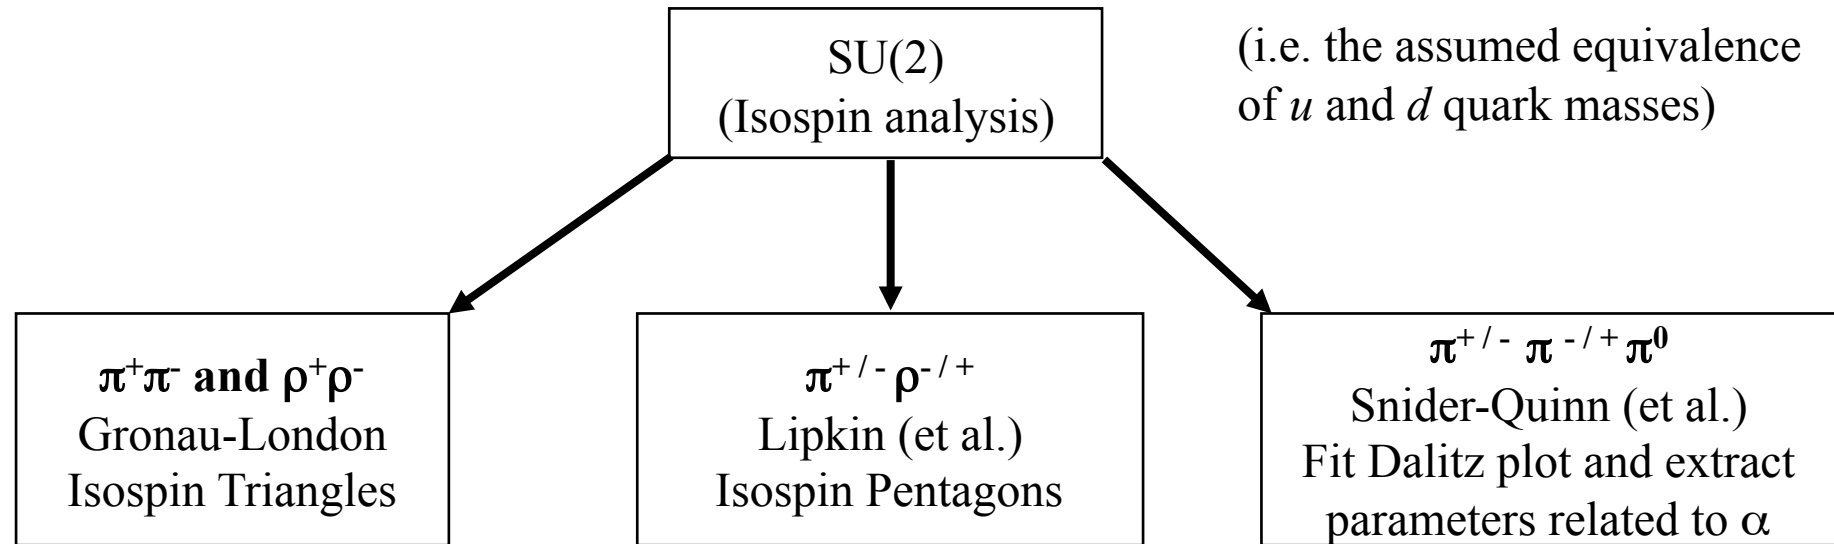 SU(2)
(Isospin analysis)
(i.e. the assumed equivalence
of u and d quark masses)
π⁺π⁻ and ρ⁺ρ⁻
Gronau-London
Isospin Triangles
π⁺ᐟ⁻ρ⁻ᐟ⁺
Lipkin (et al.)
Isospin Pentagons
π⁺ᐟ⁻ π⁻ᐟ⁺π⁰
Snider-Quinn (et al.)
Fit Dalitz plot and extract
parameters related to α